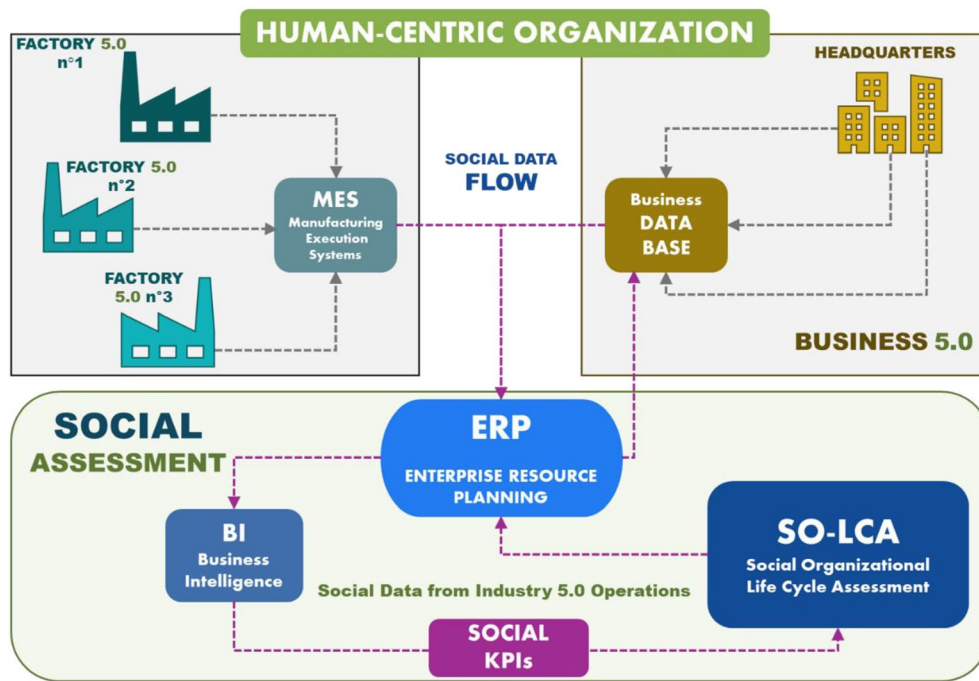 HUMAN-CENTRIC ORGANIZATION
FACTORY 5.0
n°1
FACTORY 5.0
n°2
FACTORY
5.0 n°3
MES
Manufacturing
Execution
Systems
SOCIAL DATA
FLOW
HEADQUARTERS
Business
DATA
BASE
BUSINESS 5.0
SOCIAL
ASSESSMENT
ERP
ENTERPRISE RESOURCE
PLANNING
BI
Business
Intelligence
SO-LCA
Social Organizational
Life Cycle Assessment
Social Data from Industry 5.0 Operations
SOCIAL
KPIs